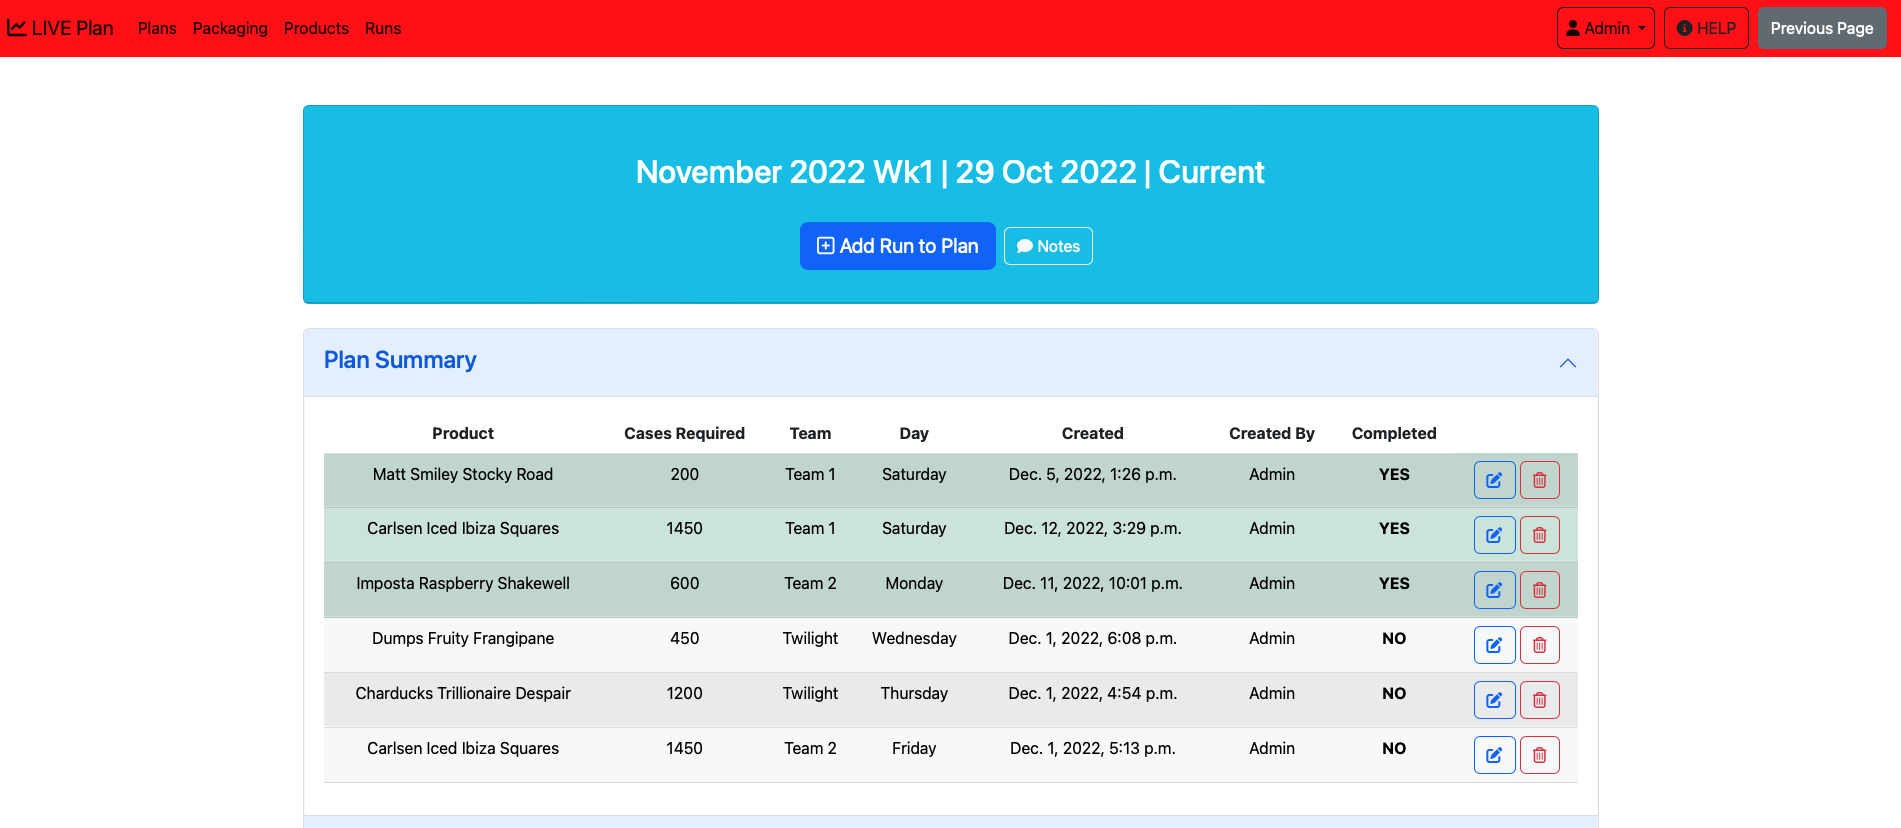 LIVE Plan Plans Packaging Products Runs Admin HELP Previous Page
November 2022 Wk1 | 29 Oct 2022 | Current
Add Run to Plan Notes
Plan Summary
Product Cases Required Team Day Created Created By Completed
Matt Smiley Stocky Road 200 Team 1 Saturday Dec. 5, 2022, 1:26 p.m. Admin YES
Carlsen Iced Ibiza Squares 1450 Team 1 Saturday Dec. 12, 2022, 3:29 p.m. Admin YES
Imposta Raspberry Shakewell 600 Team 2 Monday Dec. 11, 2022, 10:01 p.m. Admin YES
Dumps Fruity Frangipane 450 Twilight Wednesday Dec. 1, 2022, 6:08 p.m. Admin NO
Charducks Trillionaire Despair 1200 Twilight Thursday Dec. 1, 2022, 4:54 p.m. Admin NO
Carlsen Iced Ibiza Squares 1450 Team 2 Friday Dec. 1, 2022, 5:13 p.m. Admin NO